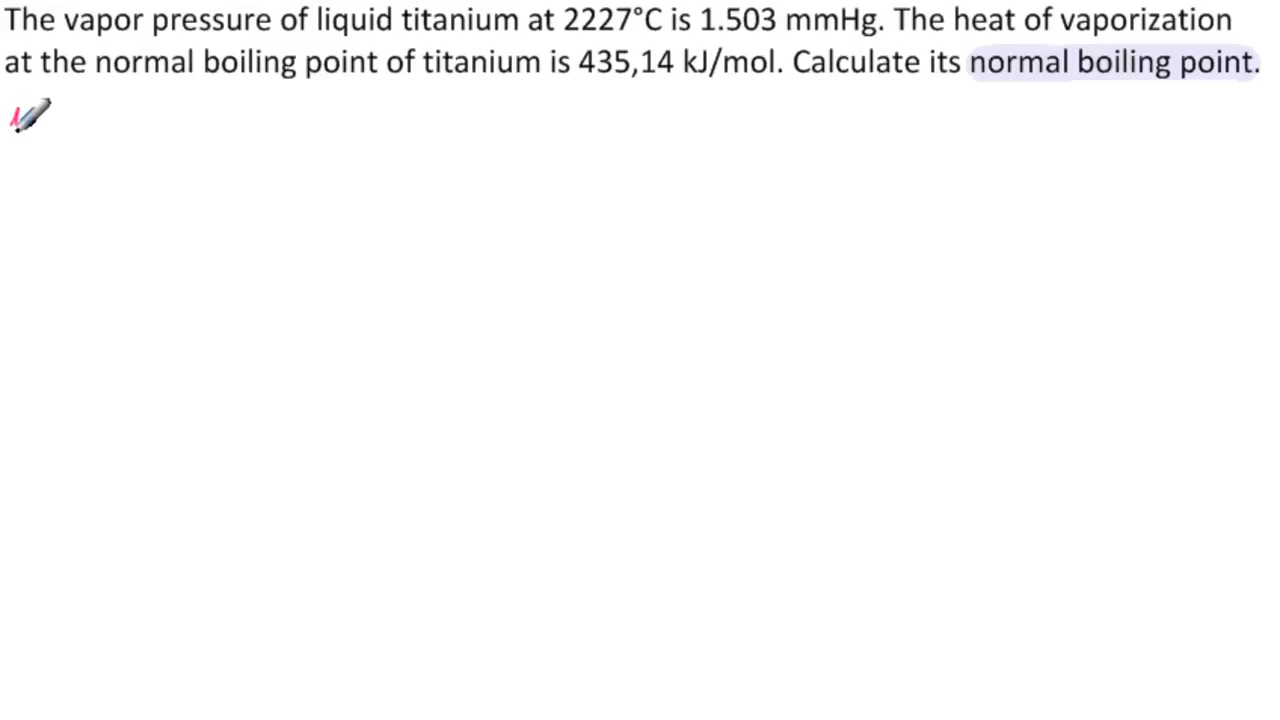 The vapor pressure of liquid titanium at 2227°C is 1.503 mmHg. The heat of vaporization
at the normal boiling point of titanium is 435,14 kJ/mol. Calculate its normal boiling point.